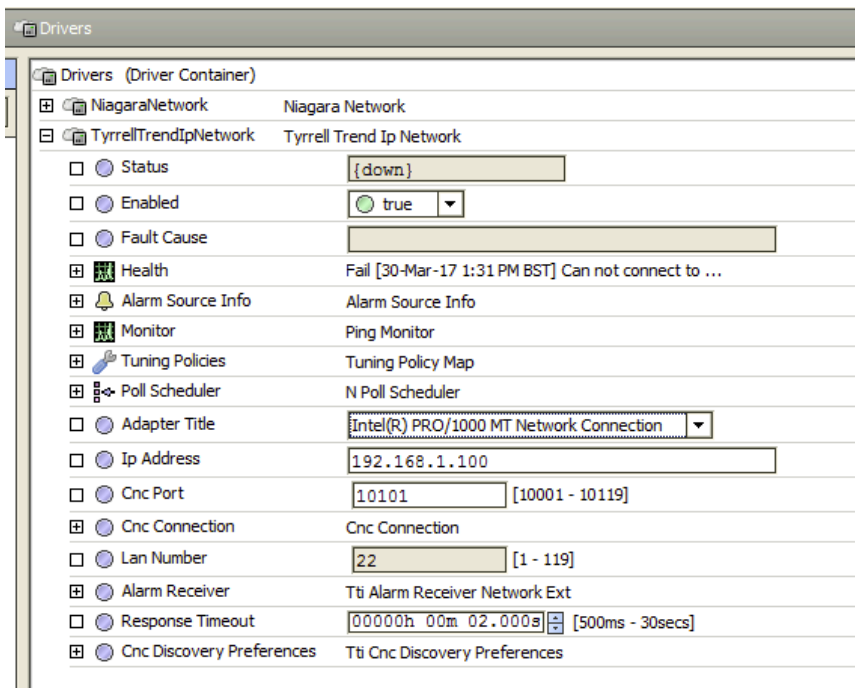 Drivers
Drivers (Driver Container)
NiagaraNetwork Niagara Network
TyrrellTrendIpNetwork Tyrrell Trend Ip Network
Status {down}
Enabled true
Fault Cause
Health Fail [30-Mar-17 1:31 PM BST] Can not connect to ...
Alarm Source Info Alarm Source Info
Monitor Ping Monitor
Tuning Policies Tuning Policy Map
Poll Scheduler N Poll Scheduler
Adapter Title Intel(R) PRO/1000 MT Network Connection
Ip Address 192.168.1.100
Cnc Port 10101 [10001 - 10119]
Cnc Connection Cnc Connection
Lan Number 22 [1 - 119]
Alarm Receiver Tti Alarm Receiver Network Ext
Response Timeout 00000h 00m 02.000s [500ms - 30secs]
Cnc Discovery Preferences Tti Cnc Discovery Preferences